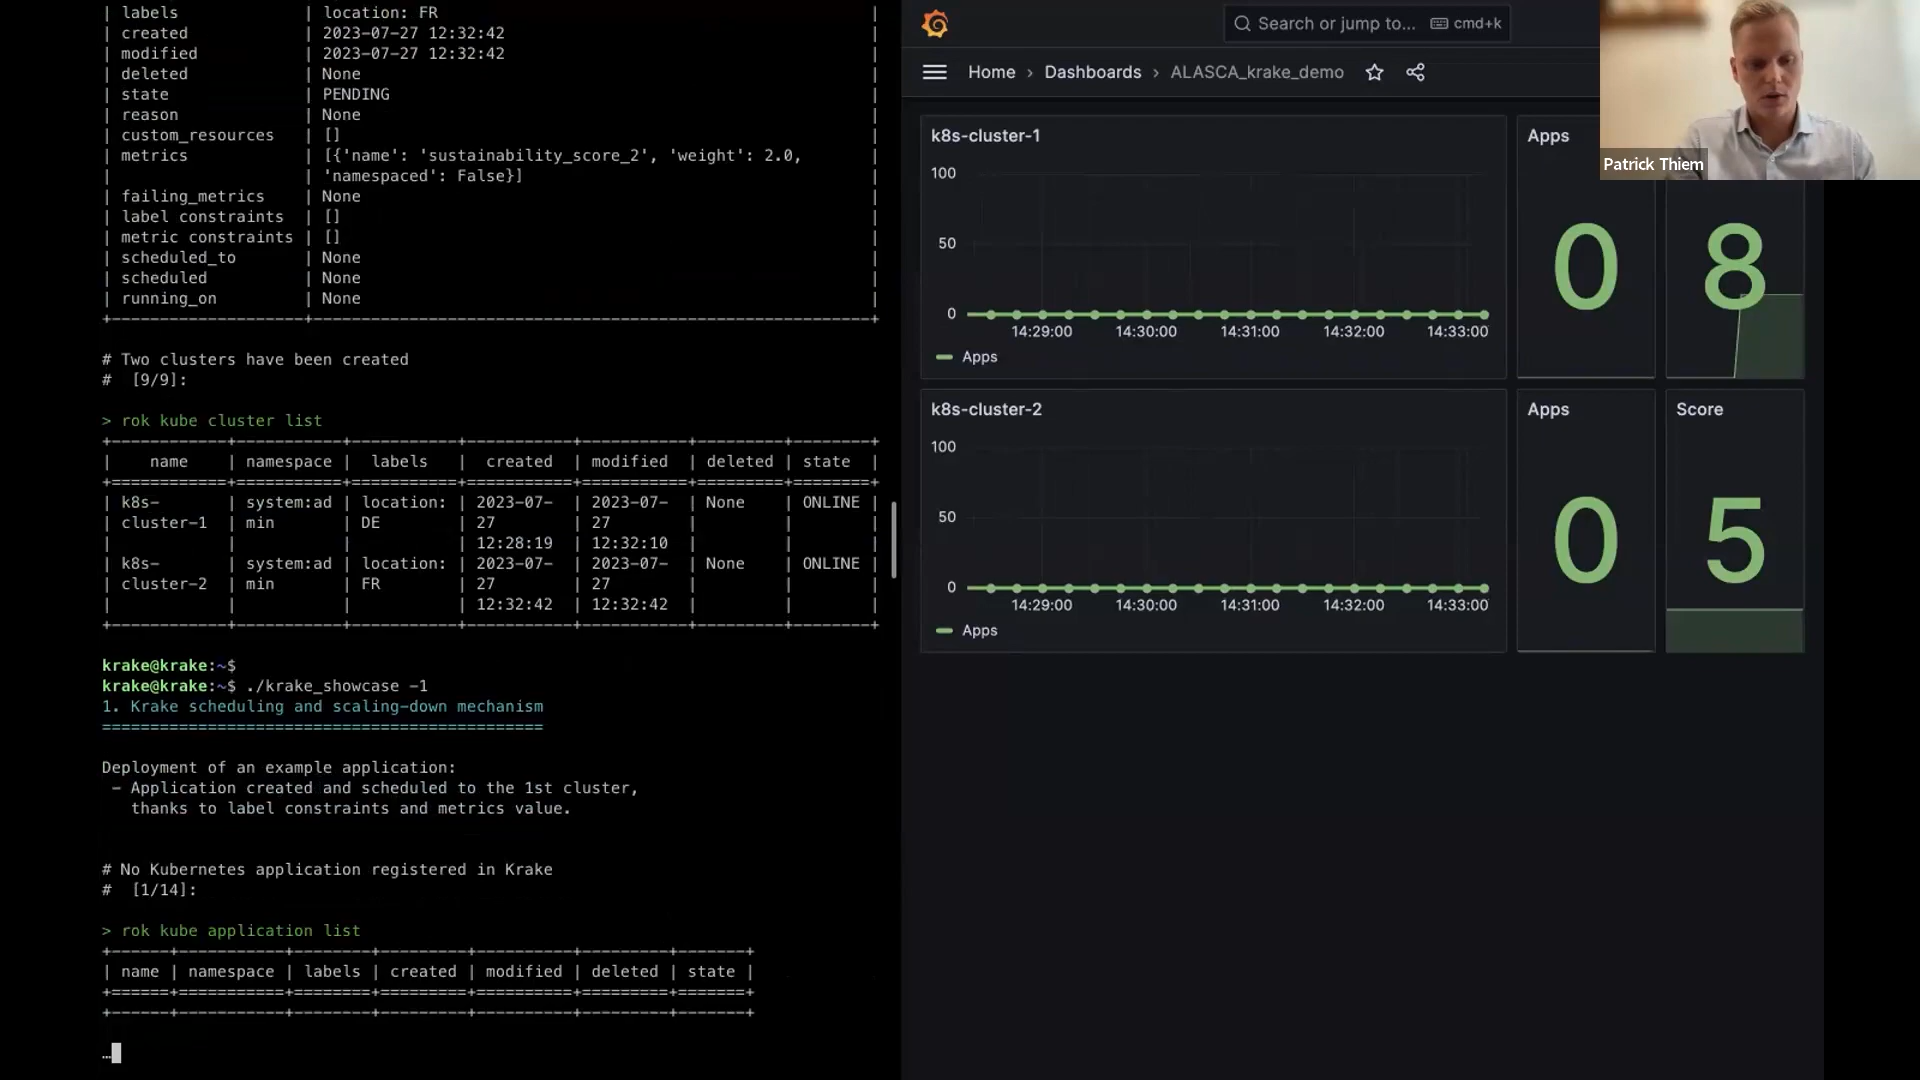 | labels | location: FR |
| created | 2023-07-27 12:32:42 |
| modified | 2023-07-27 12:32:42 |
| deleted | None |
| state | PENDING |
| reason | None |
| custom_resources | [] |
| metrics | [{'name': 'sustainability_score_2', 'weight': 2.0, |
| | 'namespaced': False}] |
| failing_metrics | None |
| label constraints | [] |
| metric constraints | [] |
| scheduled_to | None |
| scheduled | None |
| running_on | None |
+---------------------+----------------------------------------------------------+
# Two clusters have been created
#  [9/9]:
> rok kube cluster list
+------------+-----------+-----------+-----------+-----------+---------+--------+
| name | namespace | labels | created | modified | deleted | state |
+============+===========+===========+===========+===========+=========+========+
| k8s- | system:ad | location: | 2023-07- | 2023-07- | None | ONLINE |
| cluster-1 | min | DE | 27 | 27 | | |
| | | | 12:28:19 | 12:32:10 | | |
| k8s- | system:ad | location: | 2023-07- | 2023-07- | None | ONLINE |
| cluster-2 | min | FR | 27 | 27 | | |
| | | | 12:32:42 | 12:32:42 | | |
+------------+-----------+-----------+-----------+-----------+---------+--------+
krake@krake:~$
krake@krake:~$ ./krake_showcase -1
1. Krake scheduling and scaling-down mechanism
==============================================
Deployment of an example application:
– Application created and scheduled to the 1st cluster,
thanks to label constraints and metrics value.
# No Kubernetes application registered in Krake
#  [1/14]:
> rok kube application list
+------+-----------+--------+---------+----------+---------+-------+
| name | namespace | labels | created | modified | deleted | state |
+======+===========+========+=========+==========+=========+=======+
+------+-----------+--------+---------+----------+---------+-------+
…
Search or jump to... cmd+k
Home › Dashboards › ALASCA_krake_demo
Patrick Thiem
k8s-cluster-1
100
50
0
14:29:00 14:30:00 14:31:00 14:32:00 14:33:00
Apps
Apps
0
8
k8s-cluster-2
100
50
0
14:29:00 14:30:00 14:31:00 14:32:00 14:33:00
Apps
Apps
0
Score
5